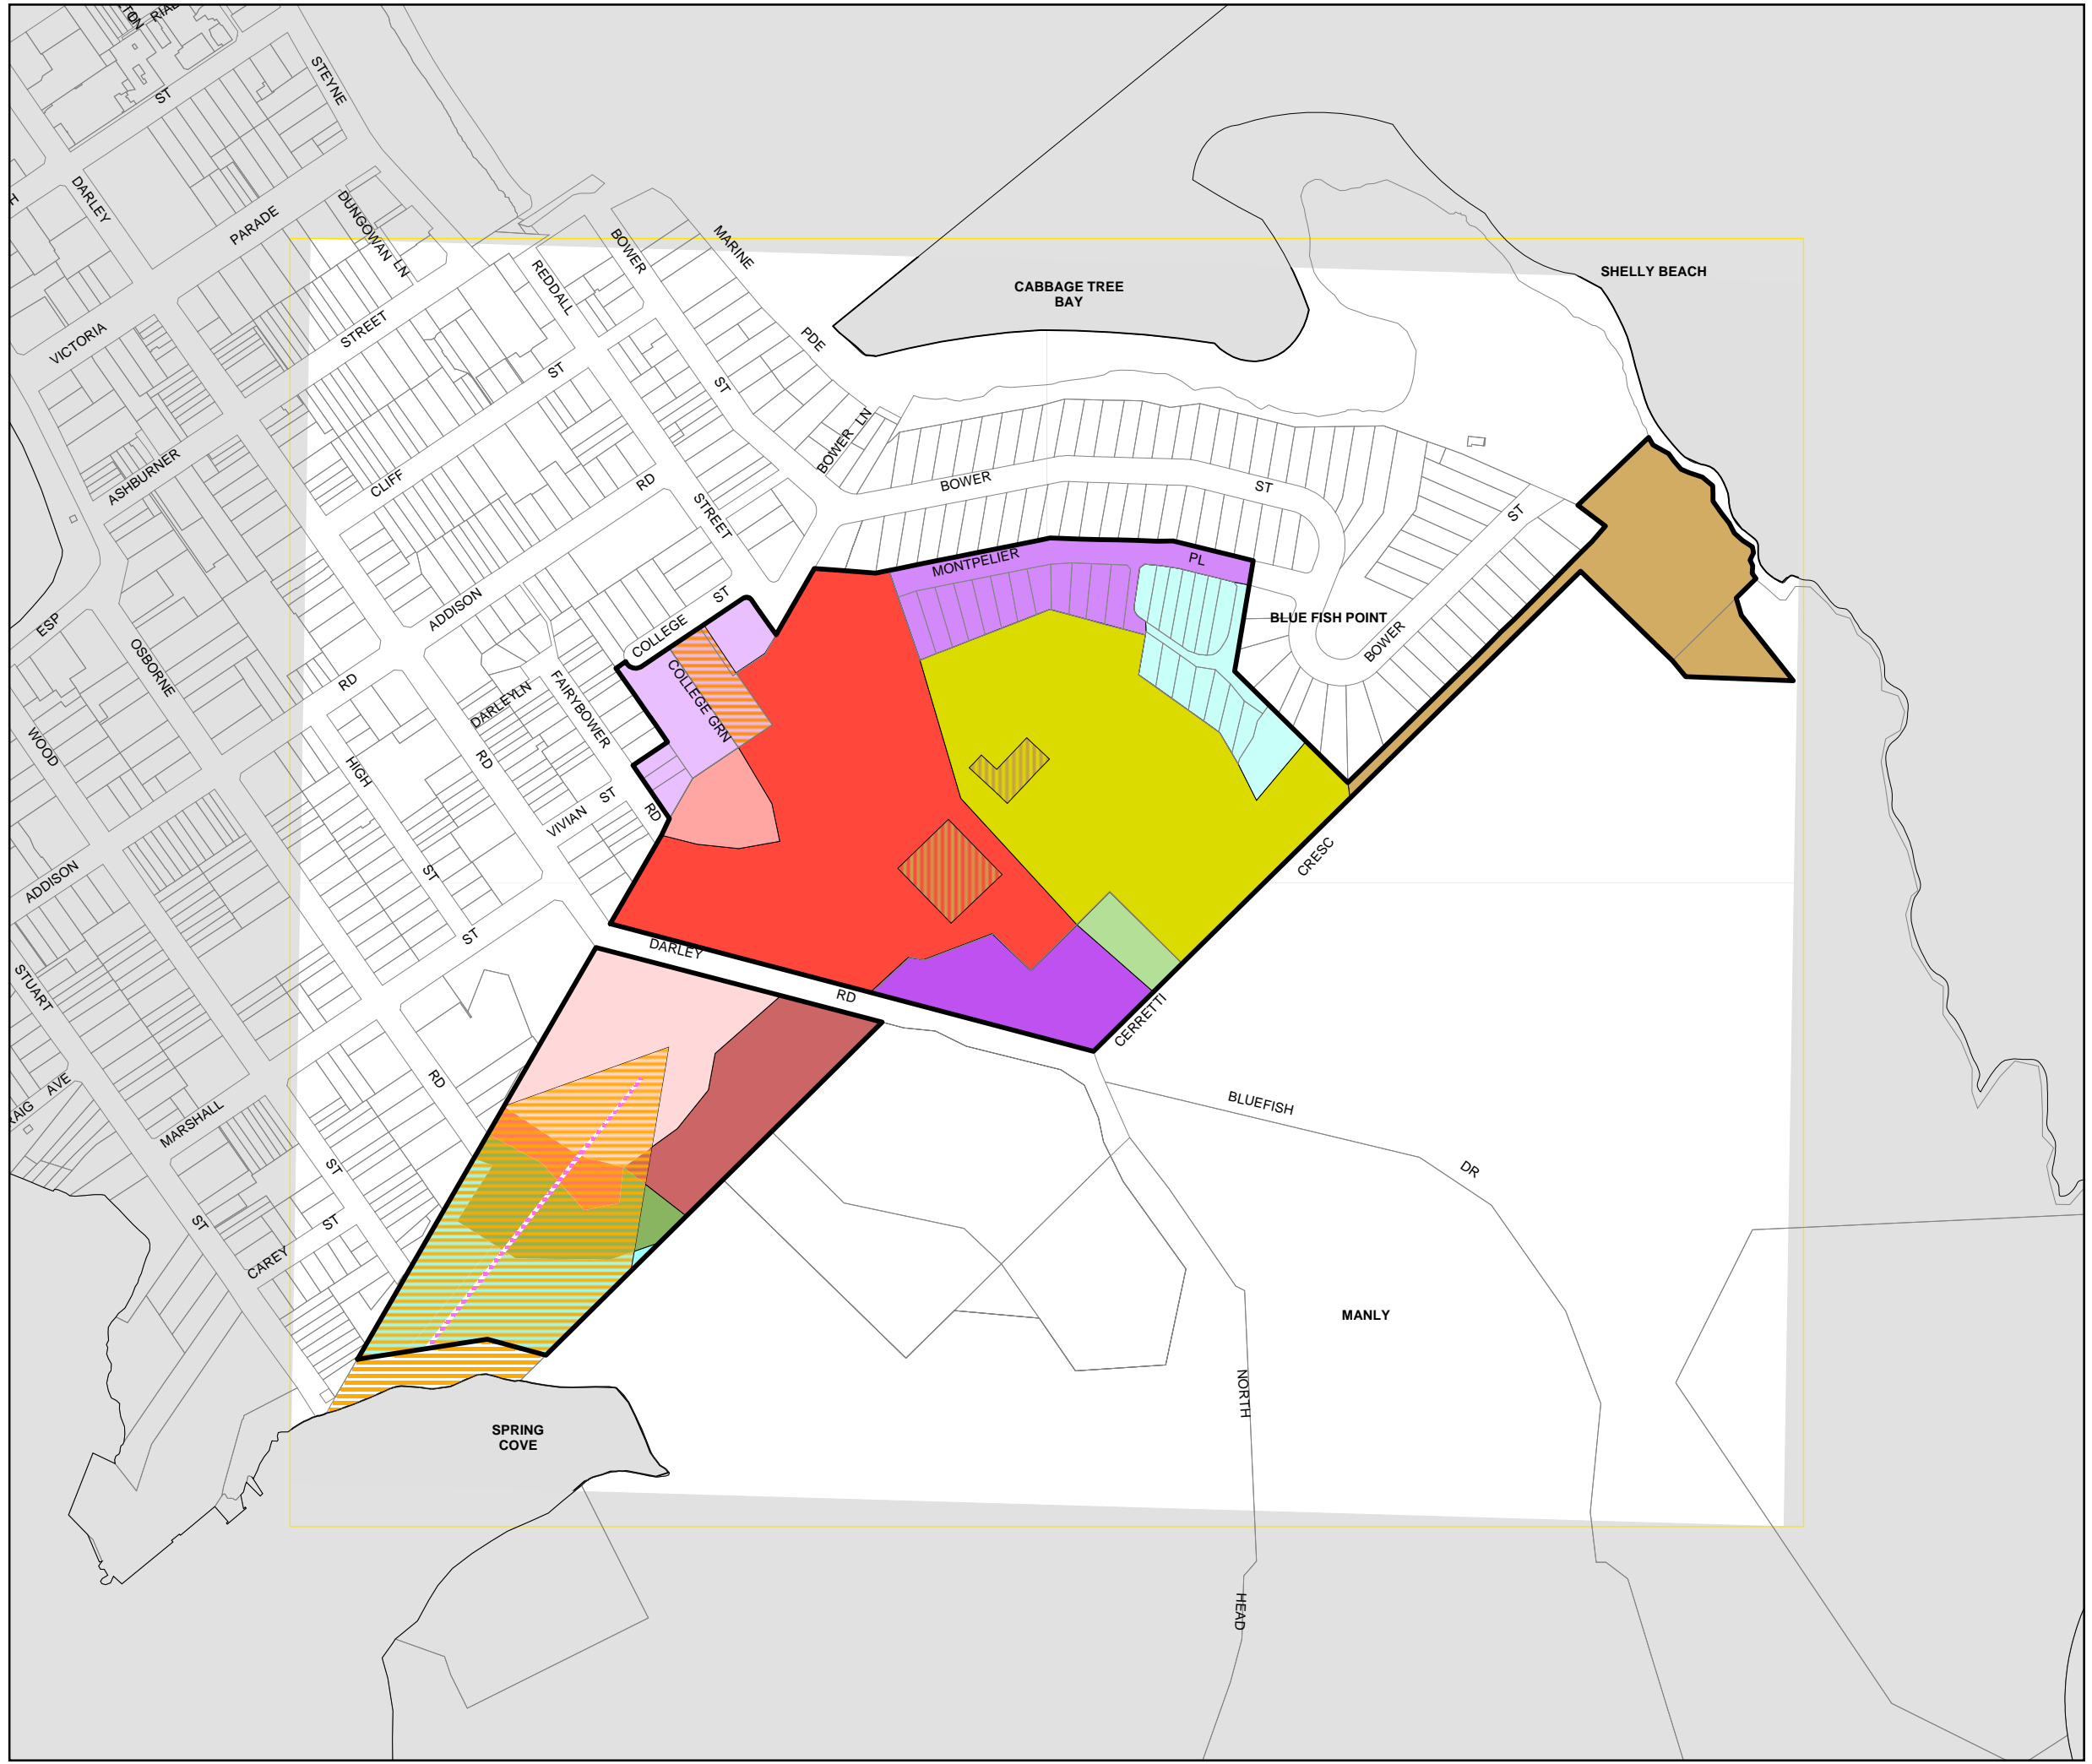 RIAL
ST
STEYNE
DARLEY
PARADE
DUNGOWAN LN
VICTORIA
STREET
REDDALL
BOWER
MARINE
PDE
CABBAGE TREE
BAY
SHELLY BEACH
ST
ST
ASHBURNER
CLIFF
RD
STREET
BOWER LN
BOWER
ST
ST
ESP
ADDISON
COLLEGE
ST
MONTPELIER
PL
BLUE FISH POINT
BOWER
OSBORNE
RD
DARLEYLN
FAIRYBOWER
COLLEGE GRN
WOOD
HIGH
RD
VIVIAN
ST
RD
ADDISON
ST
CRESC
ST
DARLEY
RD
STUART
CERRETTI
AVE
RAIG
MARSHALL
RD
ST
BLUEFISH
DR
ST
CAREY
ST
MANLY
NORTH
SPRING
COVE
HEAD